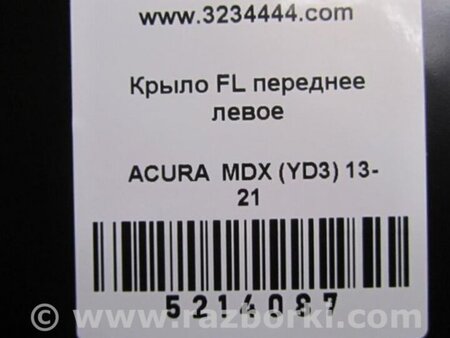 www.3234444.com
Крыло FL переднее
левое
ACURA MDX (YD3) 13-
21
5214087
© www.razborki.com